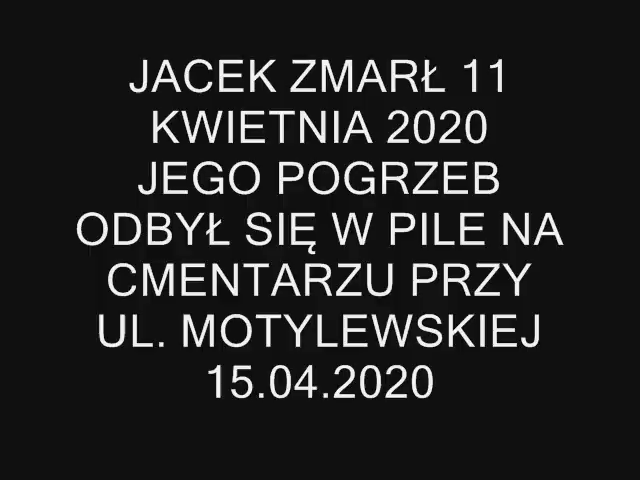 JACEK ZMARŁ 11
KWIETNIA 2020
JEGO POGRZEB
ODBYŁ SIĘ W PILE NA
CMENTARZU PRZY
UL. MOTYLEWSKIEJ
15.04.2020